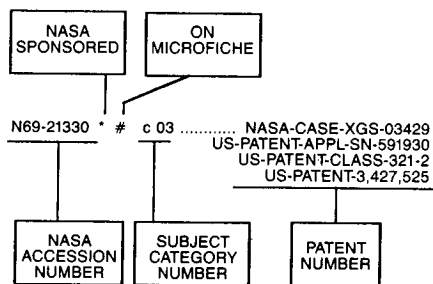 NASA
SPONSORED
ON
MICROFICHE
N69-21330 * # c 03 ............ NASA-CASE-XGS-03429
US-PATENT-APPL-SN-591930
US-PATENT-CLASS-321-2
US-PATENT-3,427,525
NASA
ACCESSION
NUMBER
SUBJECT
CATEGORY
NUMBER
PATENT
NUMBER